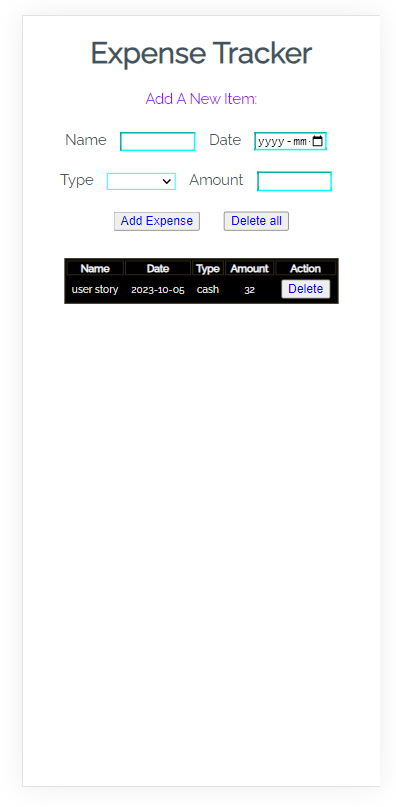 Expense Tracker
Add A New Item:
Name Date yyyy-mm-
Type Amount
Add Expense Delete all
Name Date Type Amount Action
user story 2023-10-05 cash 32 Delete